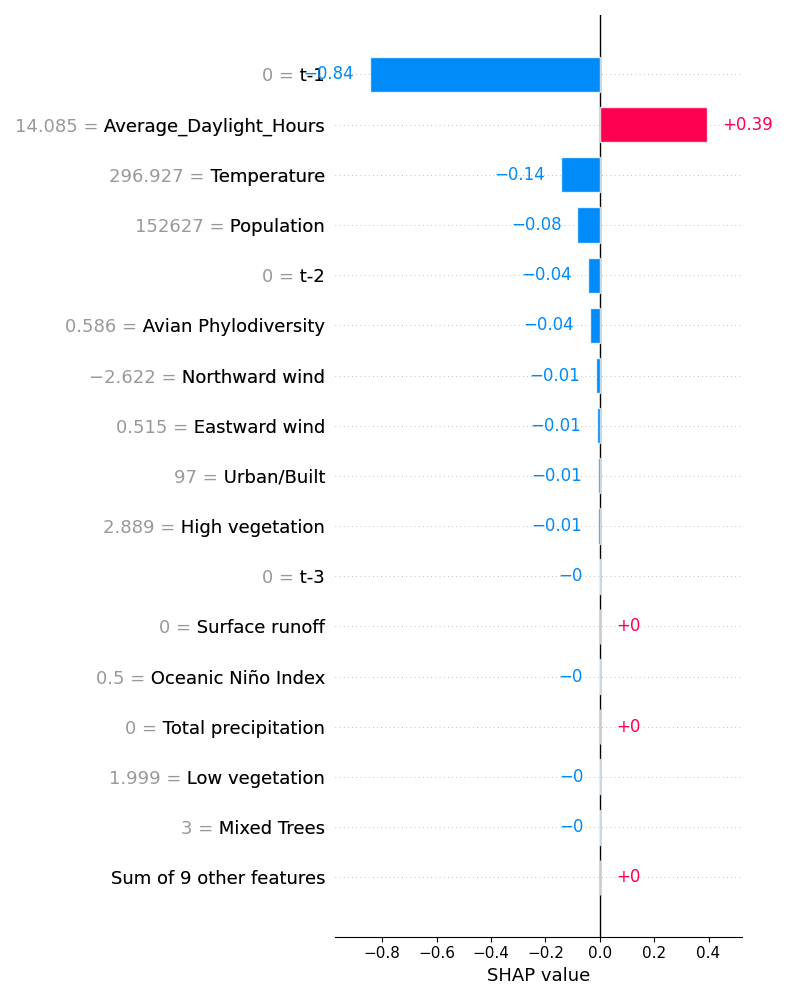 0 = t-1 −0.84
14.085 = Average_Daylight_Hours +0.39
296.927 = Temperature −0.14
152627 = Population −0.08
0 = t-2 −0.04
0.586 = Avian Phylodiversity −0.04
−2.622 = Northward wind −0.01
0.515 = Eastward wind −0.01
97 = Urban/Built −0.01
2.889 = High vegetation −0.01
0 = t-3 −0
0 = Surface runoff +0
0.5 = Oceanic Niño Index −0
0 = Total precipitation +0
1.999 = Low vegetation −0
3 = Mixed Trees −0
Sum of 9 other features +0
−0.8 −0.6 −0.4 −0.2 0.0 0.2 0.4
SHAP value